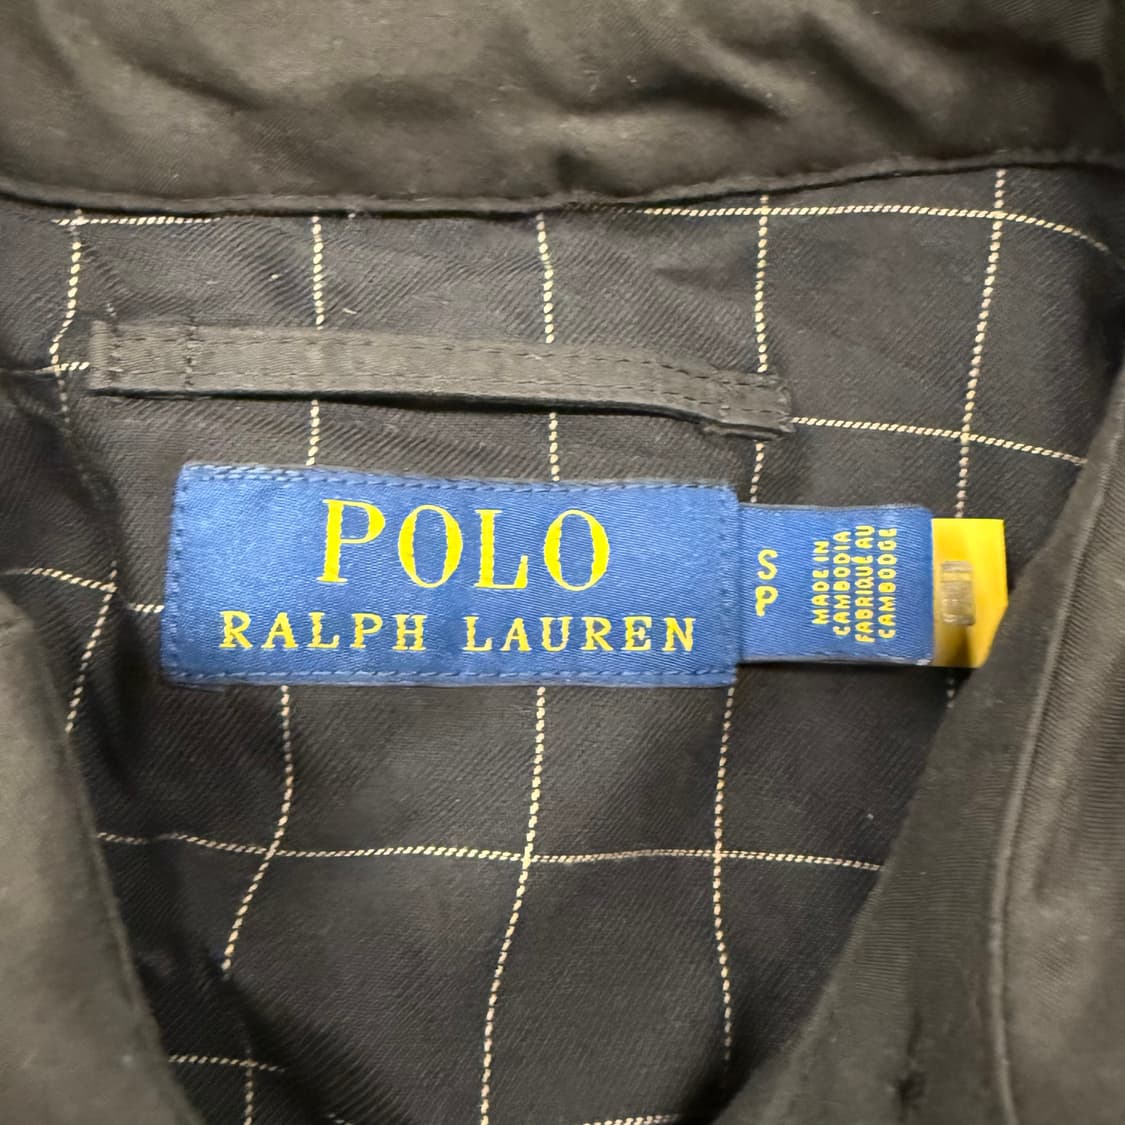 POLO
RALPH LAUREN
S
P
MADE IN
CAMBODIA
FABRIQUÉ AU
CAMBODGE